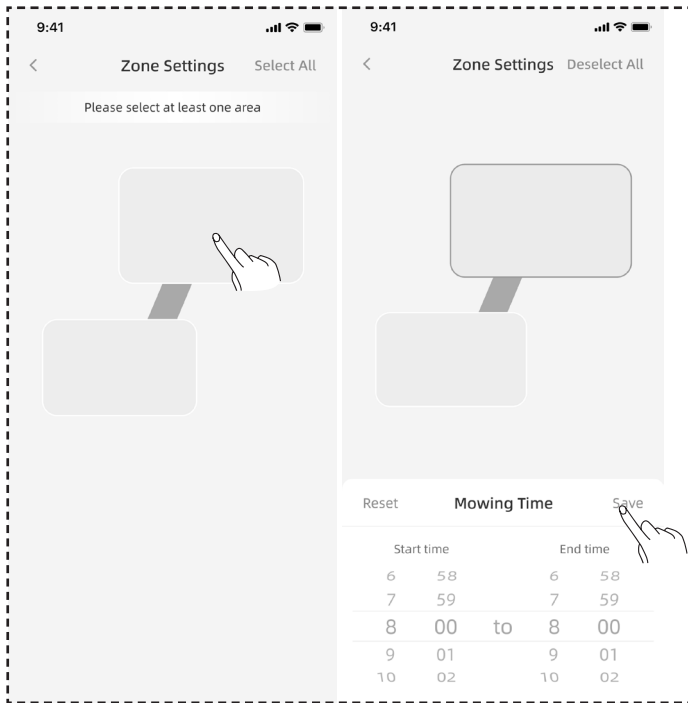 9:41
Zone Settings Select All
Please select at least one area
9:41
Zone Settings Deselect All
Reset Mowing Time Save
Start time End time
6 58 6 58
7 59 7 59
8 00 to 8 00
9 01 9 01
10 02 10 02